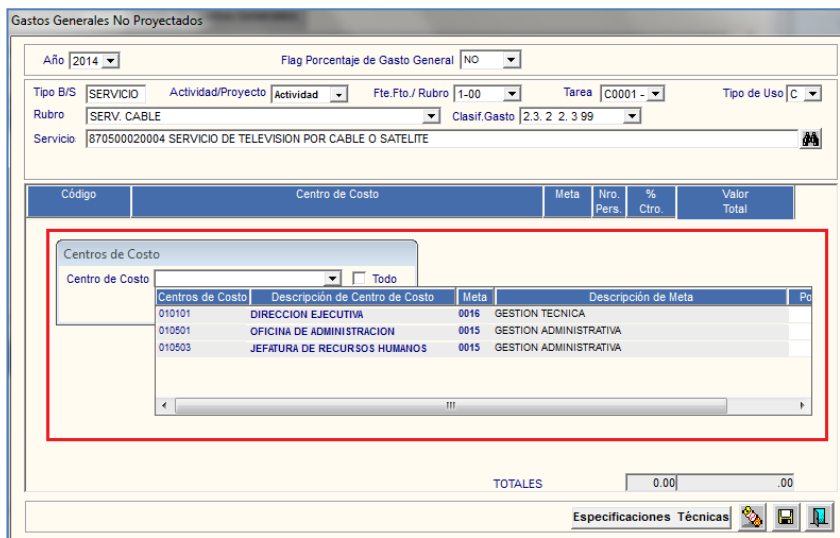 Gastos Generales No Proyectados
Año 2014 Flag Porcentaje de Gasto General NO
Tipo B/S SERVICIO Actividad/Proyecto Actividad Fte.Fto./ Rubro 1-00 Tarea C0001 - Tipo de Uso C
Rubro SERV. CABLE Clasif.Gasto 2.3. 2 2. 3 99
Servicio 870500020004 SERVICIO DE TELEVISION POR CABLE O SATELITE
Código Centro de Costo Meta Nro. Pers. % Ctro. Valor Total
Centros de Costo
Centro de Costo Todo
Centros de Costo Descripción de Centro de Costo Meta Descripción de Meta Po
010101 DIRECCION EJECUTIVA 0016 GESTION TECNICA
010501 OFICINA DE ADMINISTRACION 0015 GESTION ADMINISTRATIVA
010503 JEFATURA DE RECURSOS HUMANOS 0015 GESTION ADMINISTRATIVA
TOTALES 0.00 .00
Especificaciones Técnicas